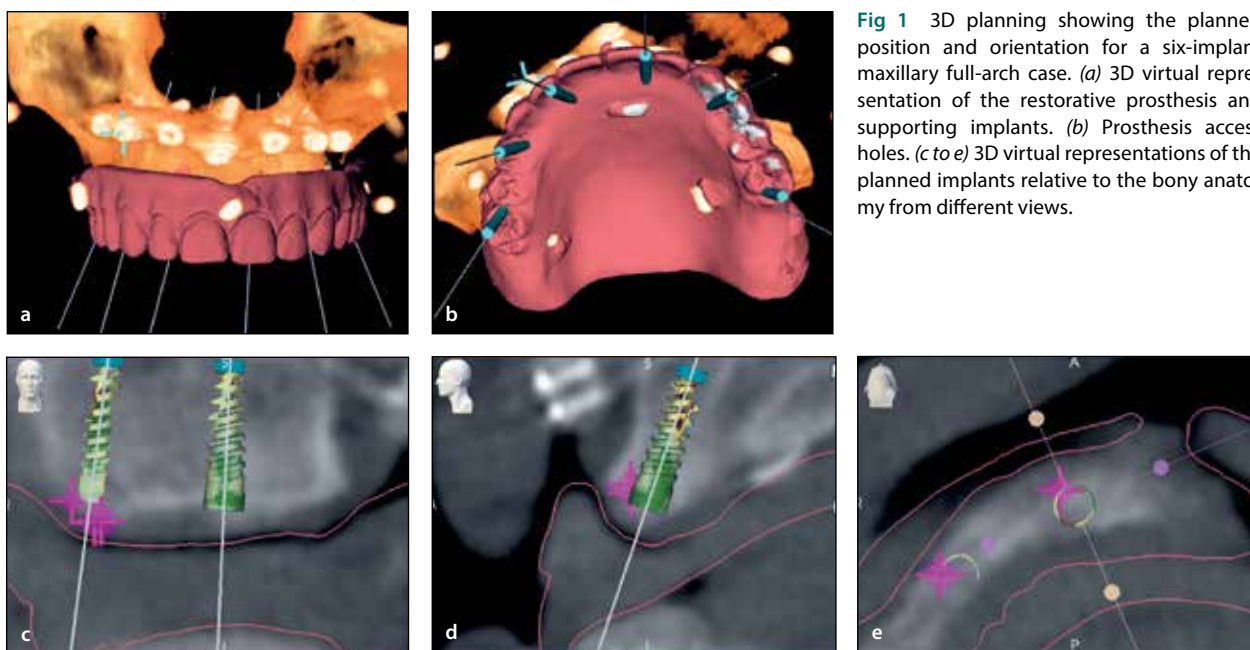 Fig 1 3D planning showing the planne
position and orientation for a six-implan
maxillary full-arch case. (a) 3D virtual repre
sentation of the restorative prosthesis an
supporting implants. (b) Prosthesis acces
holes. (c to e) 3D virtual representations of th
planned implants relative to the bony anato
my from different views.
a
b
S
A
R
P
c
d
e